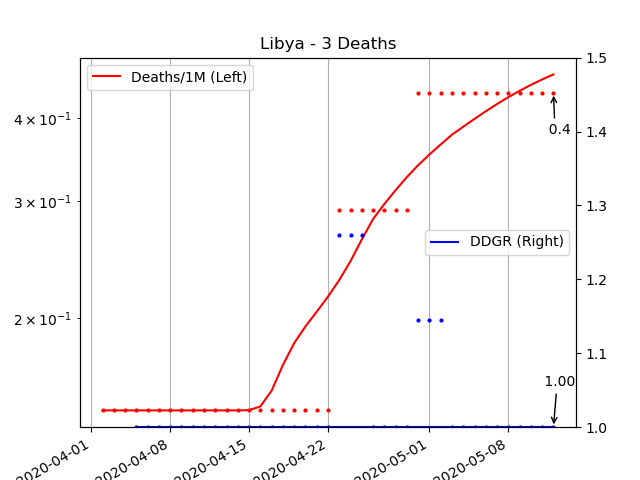 Libya - 3 Deaths
Deaths/1M (Left)
DDGR (Right)
4 × 10⁻¹
3 × 10⁻¹
2 × 10⁻¹
1.5
1.4
1.3
1.2
1.1
1.0
0.4
1.00
2020-04-01
2020-04-08
2020-04-15
2020-04-22
2020-05-01
2020-05-08